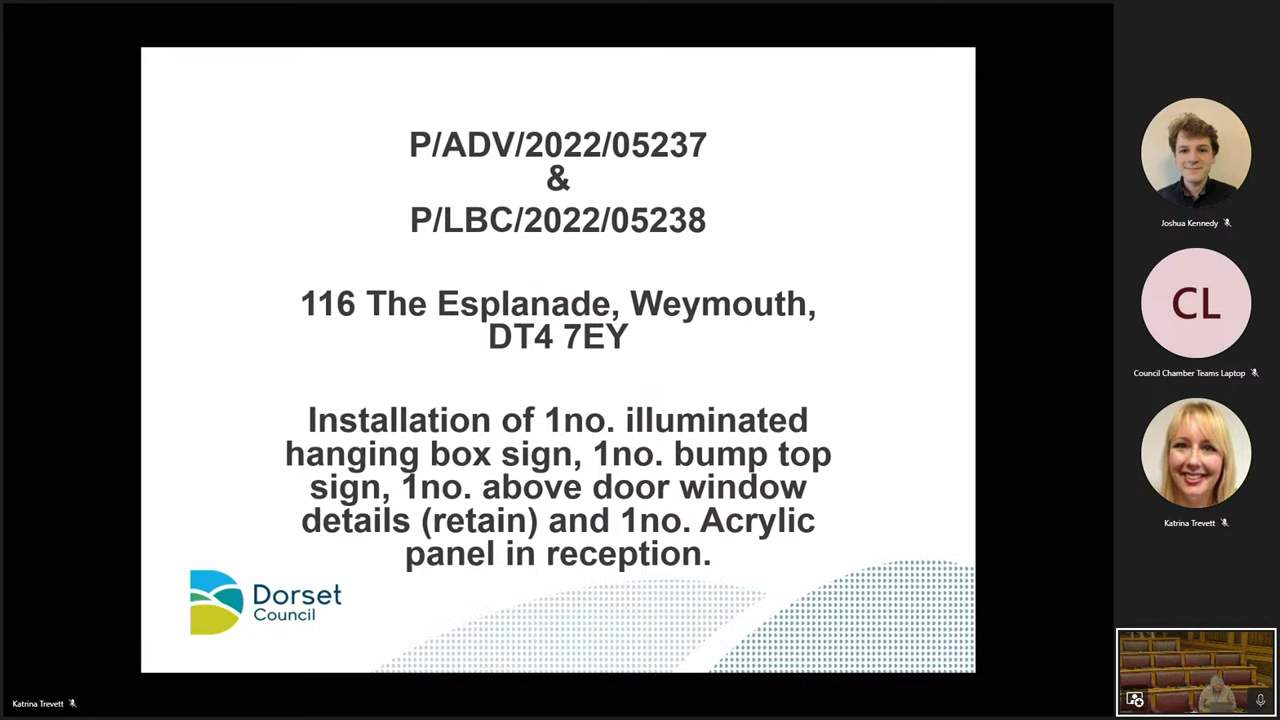 P/ADV/2022/05237
&
P/LBC/2022/05238
116 The Esplanade, Weymouth,
DT4 7EY
Installation of 1no. illuminated
hanging box sign, 1no. bump top
sign, 1no. above door window
details (retain) and 1no. Acrylic
panel in reception.
Dorset
Council
Joshua Kennedy
CL
Council Chamber Teams Laptop
Katrina Trevett
Katrina Trevett